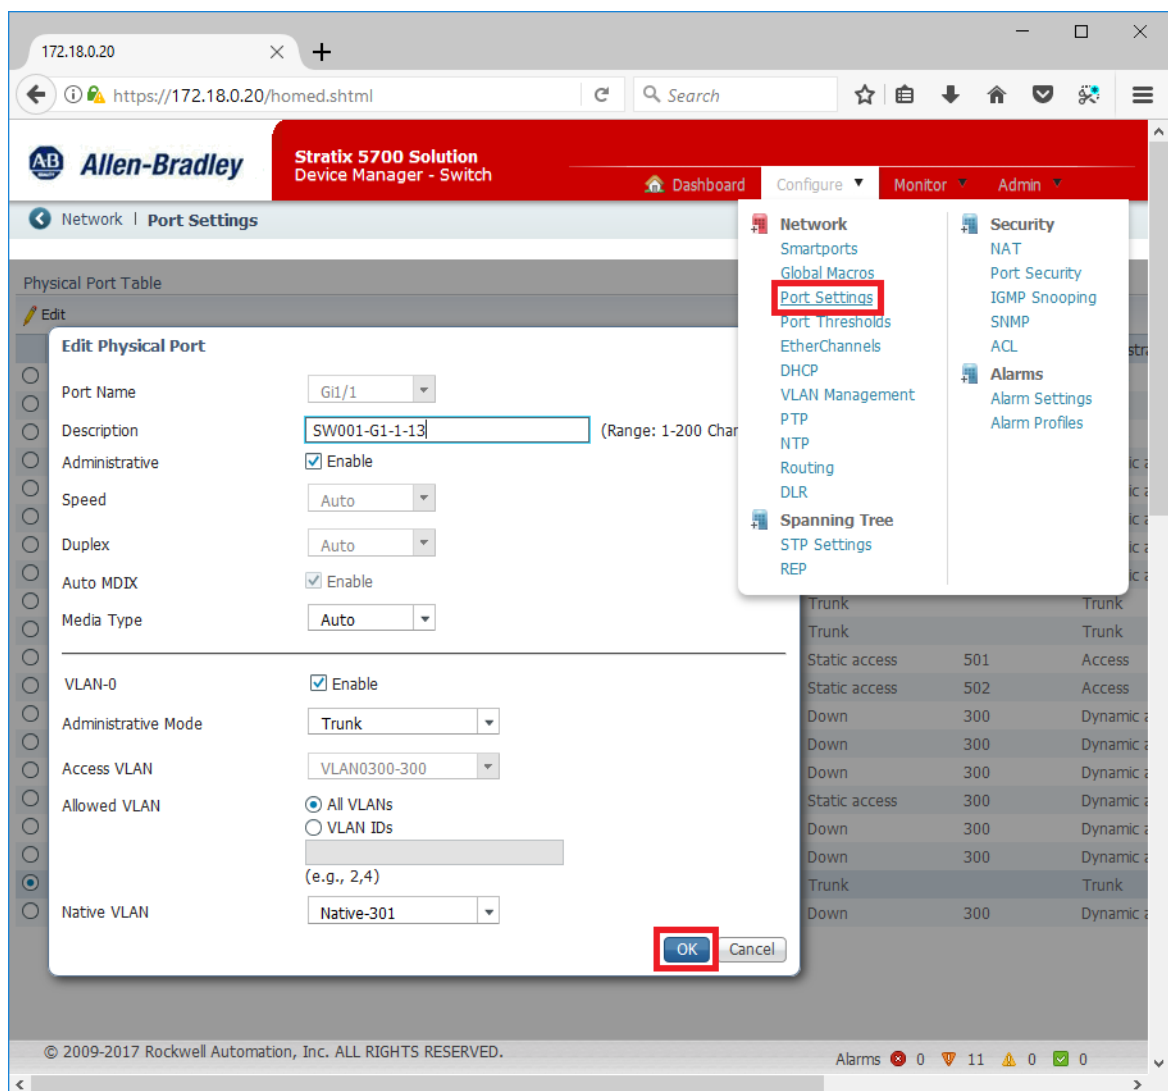 172.18.0.20
https://172.18.0.20/homed.shtml
Search
AB Allen-Bradley
Stratix 5700 Solution
Device Manager - Switch
Dashboard Configure Monitor Admin
Network | Port Settings
Network
Smartports
Global Macros
Port Settings
Port Thresholds
EtherChannels
DHCP
VLAN Management
PTP
NTP
Routing
DLR
Spanning Tree
STP Settings
REP
Security
NAT
Port Security
IGMP Snooping
SNMP
ACL
Alarms
Alarm Settings
Alarm Profiles
Physical Port Table
Edit
Edit Physical Port
Port Name Gi1/1
Description SW001-G1-1-13 (Range: 1-200 Char
Administrative Enable
Speed Auto
Duplex Auto
Auto MDIX Enable
Media Type Auto
VLAN-0 Enable
Administrative Mode Trunk
Access VLAN VLAN0300-300
Allowed VLAN All VLANs
VLAN IDs
(e.g., 2,4)
Native VLAN Native-301
OK Cancel
Trunk Trunk
Trunk Trunk
Static access 501 Access
Static access 502 Access
Down 300 Dynamic a
Down 300 Dynamic a
Down 300 Dynamic a
Static access 300 Dynamic a
Down 300 Dynamic a
Down 300 Dynamic a
Trunk Trunk
Down 300 Dynamic a
© 2009-2017 Rockwell Automation, Inc. ALL RIGHTS RESERVED.
Alarms 0 11 0 0